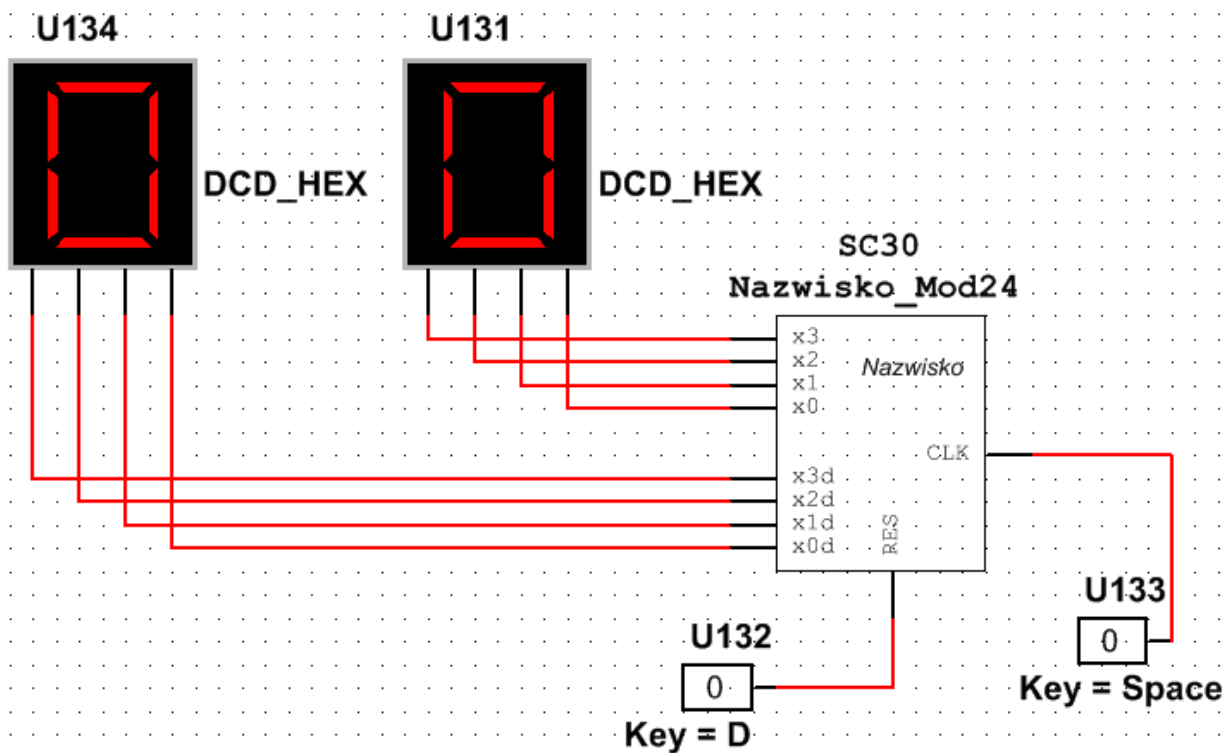 U134
U131
DCD_HEX
DCD_HEX
SC30
Nazwisko_Mod24
x3
x2
x1
x0
Nazwisko
CLK
x3d
x2d
x1d
x0d
RES
U133
0
Key = Space
U132
0
Key = D